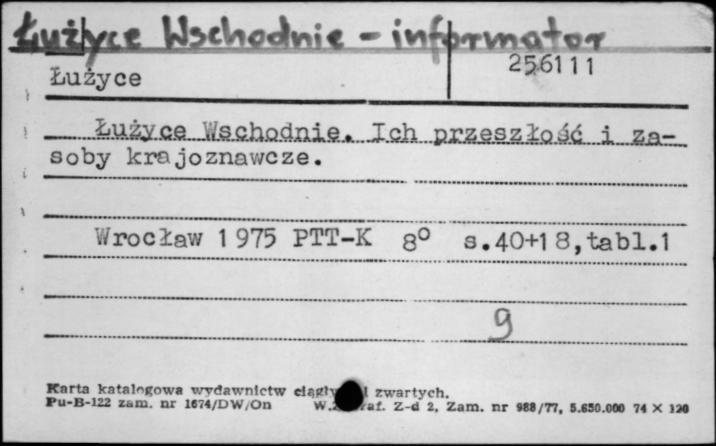 Łużyce Wschodnie - informator
Łużyce 256111
Łużyce Wschodnie. Ich przeszłość i za-
soby krajoznawcze.
Wrocław 1975 PTT-K 8° s.40+18,tabl.1
9
Karta katalogowa wydawnictw zwartych.
Pu-B-122 zam. nr 1674/DW/On Z-d 2, Zam. nr 988/77, 5.650.000 74 X 120